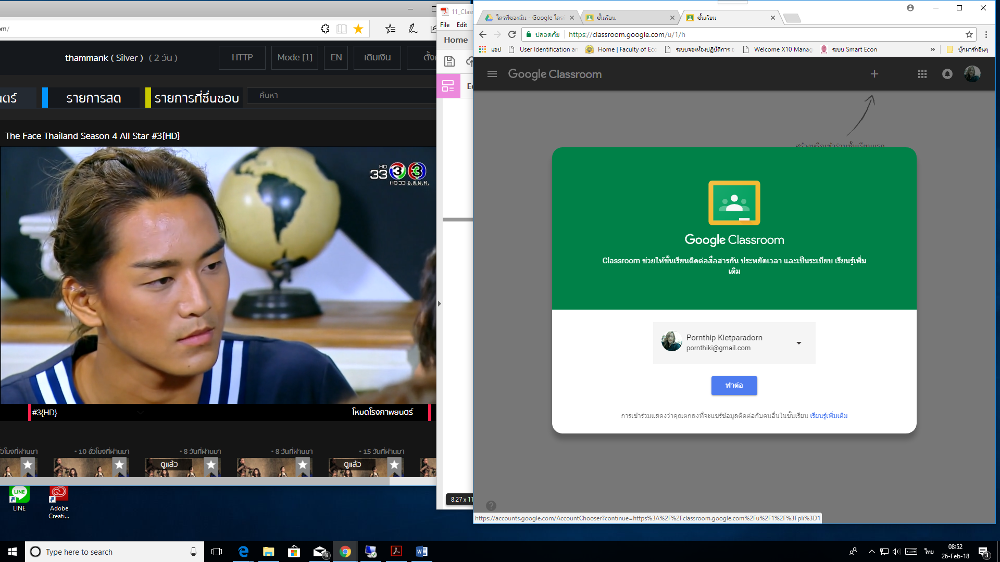 om/
thammank ( Silver )  ( 2 วัน )
HTTP
Mode [1]
EN
เติมเงิน
รายการสด
รายการที่ชื่นชอบ
ค้นหา
The Face Thailand Season 4 All Star #3{HD}
HD
33
HD33 อ.ส.ม.ท.
#3{HD}
โหมดโรงภาพยนตร์
- 10 ชั่วโมงที่ผ่านมา
- 8 วันที่ผ่านมา
- 8 วันที่ผ่านมา
- 15 วันที่ผ่านมา
ดูแล้ว
ดูแล้ว
LINE
Adobe
Creati...
11_Class
File
Edit
Home
8.27 x 11
ไดรฟ์ของฉัน - Google ไดรฟ์
ชั้นเรียน
ชั้นเรียน
ปลอดภัย
https://classroom.google.com/u/1/h
แอป
User Identification an
Home | Faculty of Eco
ระบบจองห้องปฏิบัติการ
Welcome X10 Manag
ระบบ Smart Econ
»
บุ๊กมาร์กอื่นๆ
Google Classroom
สร้างหรือเข้าร่วมชั้นเรียนแรก
Google Classroom
Classroom ช่วยให้ชั้นเรียนติดต่อสื่อสารกัน ประหยัดเวลา และเป็นระเบียบ เรียนรู้เพิ่ม
เติม
Pornthip Kietparadorn
pornthiki@gmail.com
ทำต่อ
การเข้าร่วมแสดงว่าคุณตกลงที่จะแชร์ข้อมูลติดต่อกับคนอื่นในชั้นเรียน เรียนรู้เพิ่มเติม
https://accounts.google.com/AccountChooser?continue=https%3A%2F%2Fclassroom.google.com%2Fu%2F1%2F%3Fpli%3D1
Type here to search
3
ไทย
08:52
26-Feb-18
3